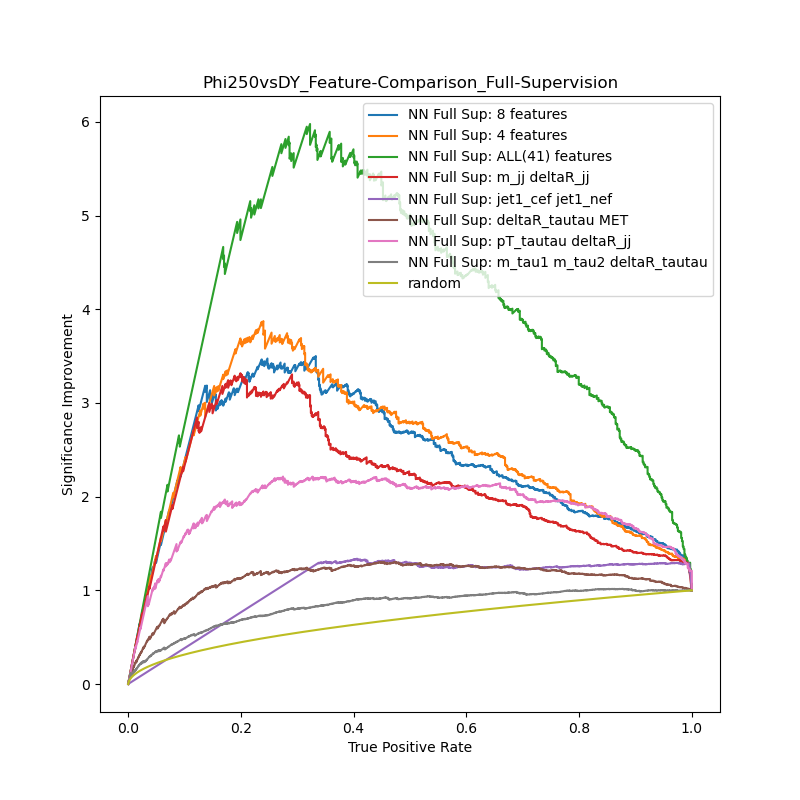 Phi250vsDY_Feature-Comparison_Full-Supervision
Significance Improvement
6
5
4
3
2
1
0
NN Full Sup: 8 features
NN Full Sup: 4 features
NN Full Sup: ALL(41) features
NN Full Sup: m_jj deltaR_jj
NN Full Sup: jet1_cef jet1_nef
NN Full Sup: deltaR_tautau MET
NN Full Sup: pT_tautau deltaR_jj
NN Full Sup: m_tau1 m_tau2 deltaR_tautau
random
0.0 0.2 0.4 0.6 0.8 1.0
True Positive Rate